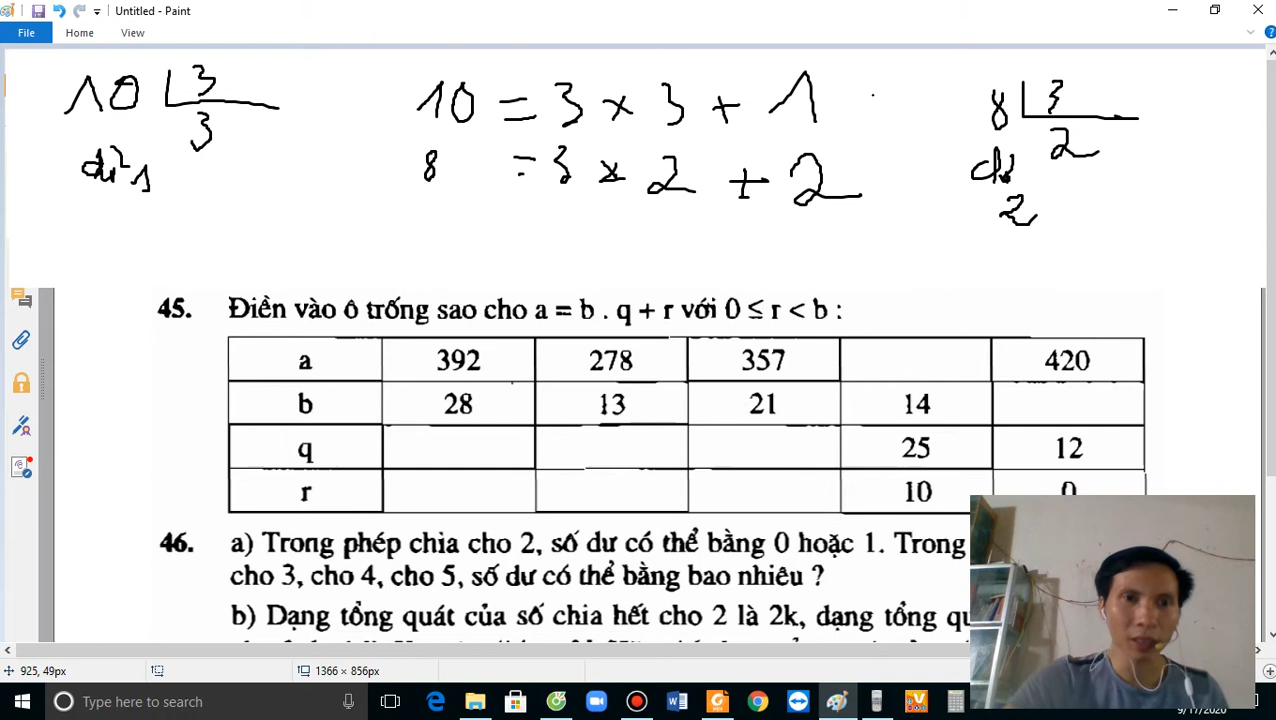 Untitled - Paint
File Home View
10 3 10 = 3 x 3 + 1 8 3
3 2
dư 1 8 = 3 x 2 + 2 dư
2
45. Điền vào ô trống sao cho a = b . q + r với 0 ≤ r < b :
a 392 278 357 420
b 28 13 21 14
q 25 12
r 10 0
46. a) Trong phép chia cho 2, số dư có thể bằng 0 hoặc 1. Trong
cho 3, cho 4, cho 5, số dư có thể bằng bao nhiêu ?
b) Dạng tổng quát của số chia hết cho 2 là 2k, dạng tổng
925, 49px 1366 × 856px
Type here to search
9/17/2020